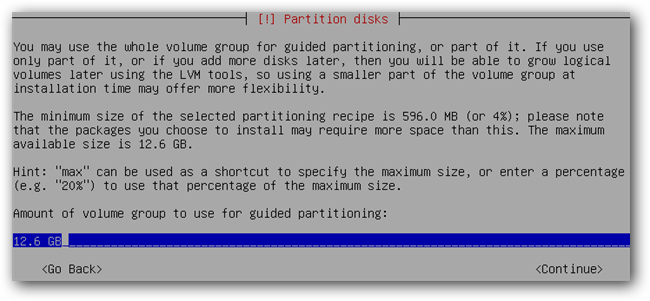 [!] Partition disks
You may use the whole volume group for guided partitioning, or part of it. If you use
only part of it, or if you add more disks later, then you will be able to grow logical
volumes later using the LVM tools, so using a smaller part of the volume group at
installation time may offer more flexibility.
The minimum size of the selected partitioning recipe is 596.0 MB (or 4%); please note
that the packages you choose to install may require more space than this. The maximum
available size is 12.6 GB.
Hint: "max" can be used as a shortcut to specify the maximum size, or enter a percentage
(e.g. "20%") to use that percentage of the maximum size.
Amount of volume group to use for guided partitioning:
12.6 GB
<Go Back> <Continue>